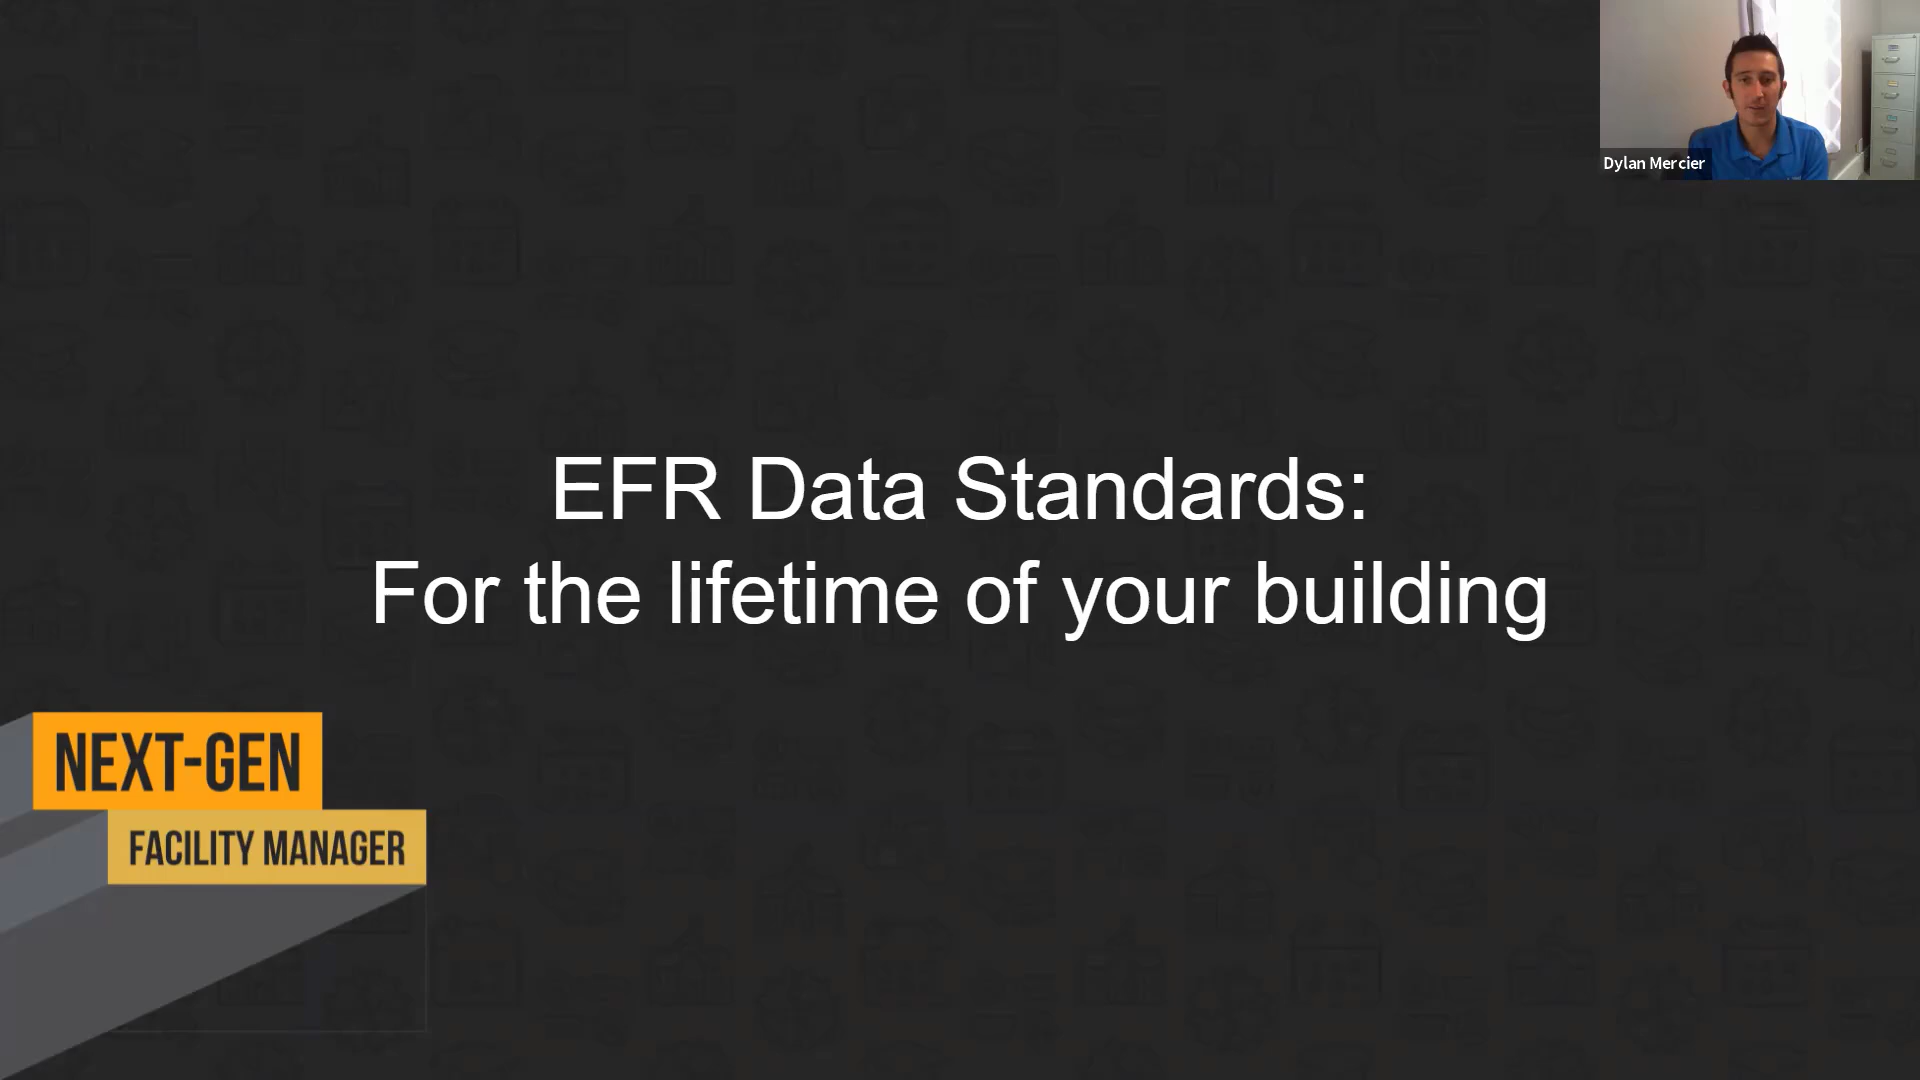 Dylan Mercier
EFR Data Standards:
For the lifetime of your building
NEXT-GEN
FACILITY MANAGER